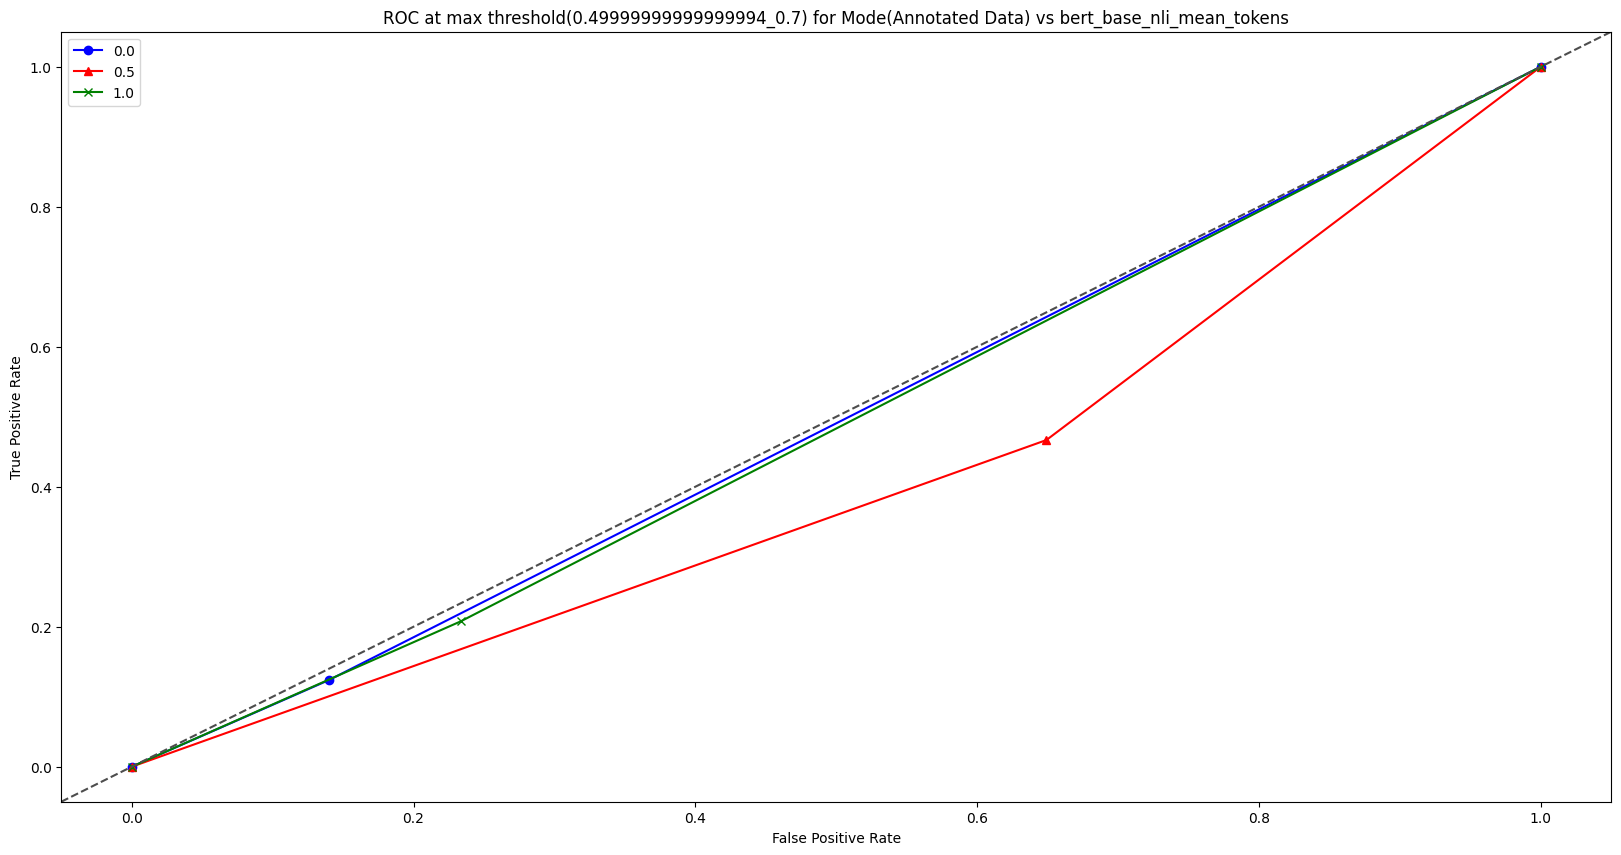 ROC at max threshold(0.49999999999999994_0.7) for Mode(Annotated Data) vs bert_base_nli_mean_tokens
0.0
0.5
1.0
1.0
0.8
0.6
0.4
0.2
0.0
True Positive Rate
0.0 0.2 0.4 0.6 0.8 1.0
False Positive Rate